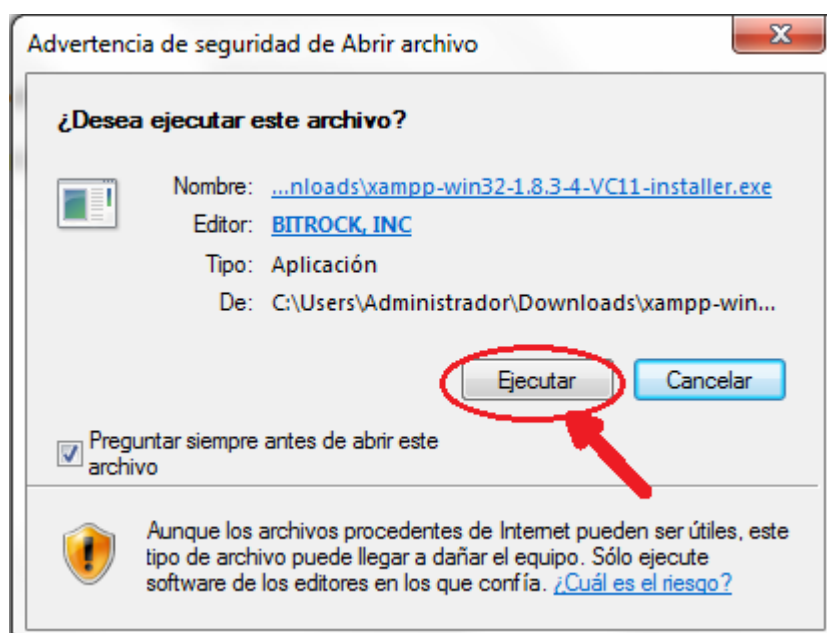 Advertencia de seguridad de Abrir archivo
¿Desea ejecutar este archivo?
Nombre: ...nloads\xampp-win32-1.8.3-4-VC11-installer.exe
Editor: BITROCK, INC
Tipo: Aplicación
De: C:\Users\Administrador\Downloads\xampp-win...
Ejecutar Cancelar
Preguntar siempre antes de abrir este
archivo
Aunque los archivos procedentes de Internet pueden ser útiles, este
tipo de archivo puede llegar a dañar el equipo. Sólo ejecute
software de los editores en los que confía. ¿Cuál es el riesgo?